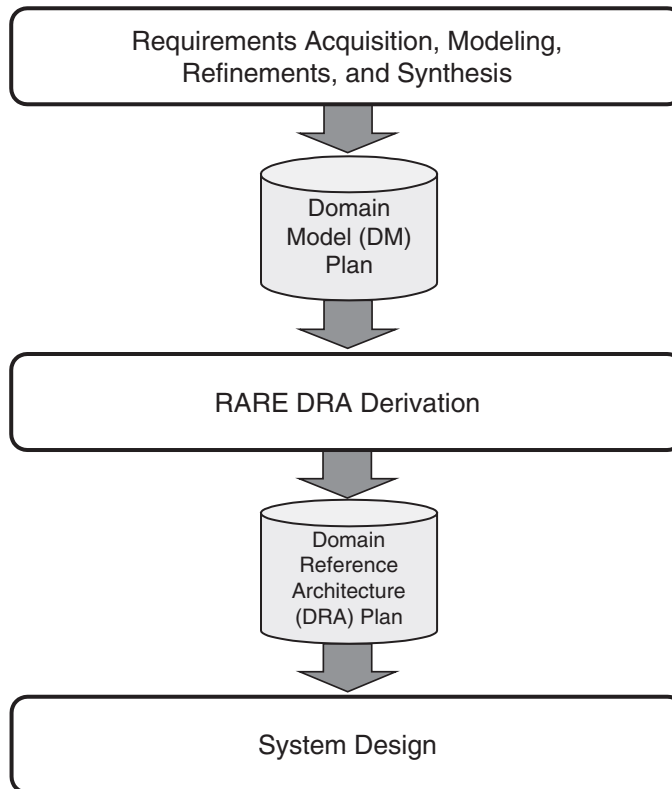 Requirements Acquisition, Modeling,
Refinements, and Synthesis
Domain
Model (DM)
Plan
RARE DRA Derivation
Domain
Reference
Architecture
(DRA) Plan
System Design